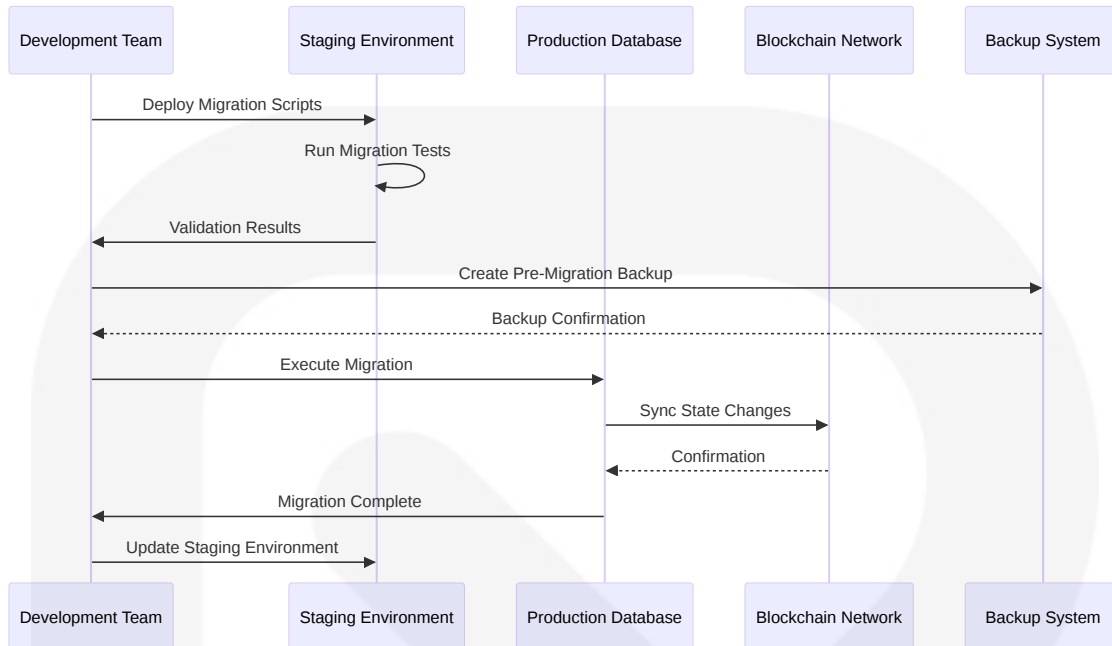 Development Team
Staging Environment
Production Database
Blockchain Network
Backup System
Deploy Migration Scripts
Run Migration Tests
Validation Results
Create Pre-Migration Backup
Backup Confirmation
Execute Migration
Sync State Changes
Confirmation
Migration Complete
Update Staging Environment
Development Team
Staging Environment
Production Database
Blockchain Network
Backup System